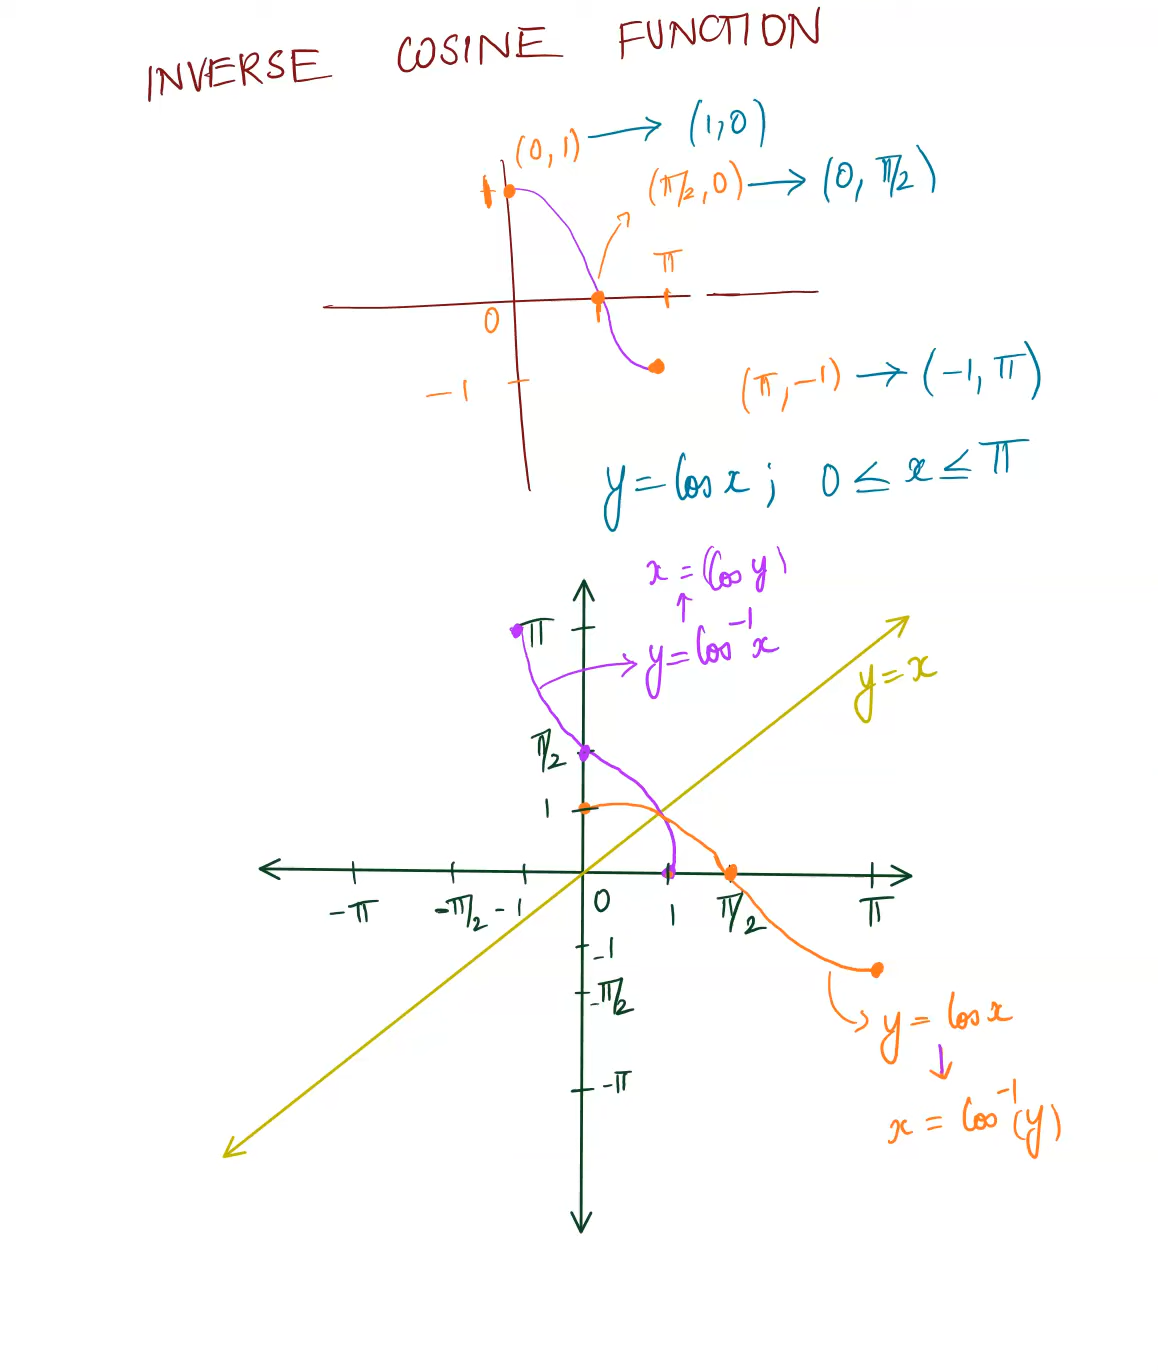 INVERSE COSINE FUNCTION
(0, 1) → (1, 0)
1 (π/2, 0) → (0, π/2)
π
0
-1 (π, -1) → (-1, π)
y = Cos x ; 0 ≤ x ≤ π
x = (Cos y)
π y = Cos⁻¹ x
y = x
π/2
1
-π -π/2 -1 0 1 π/2 π
-1
-π/2
y = Cos x
-π
x = Cos⁻¹(y)